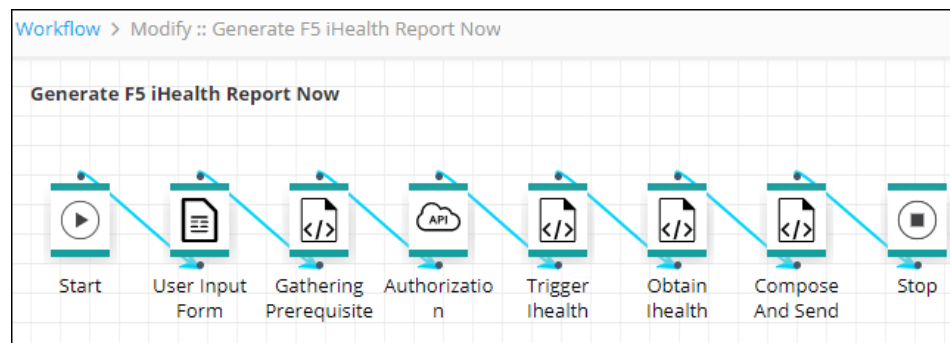 Workflow > Modify :: Generate F5 iHealth Report Now
Generate F5 iHealth Report Now
API
Start
User Input
Form
Gathering
Prerequisite
Authorizatio
n
Trigger
Ihealth
Obtain
Ihealth
Compose
And Send
Stop